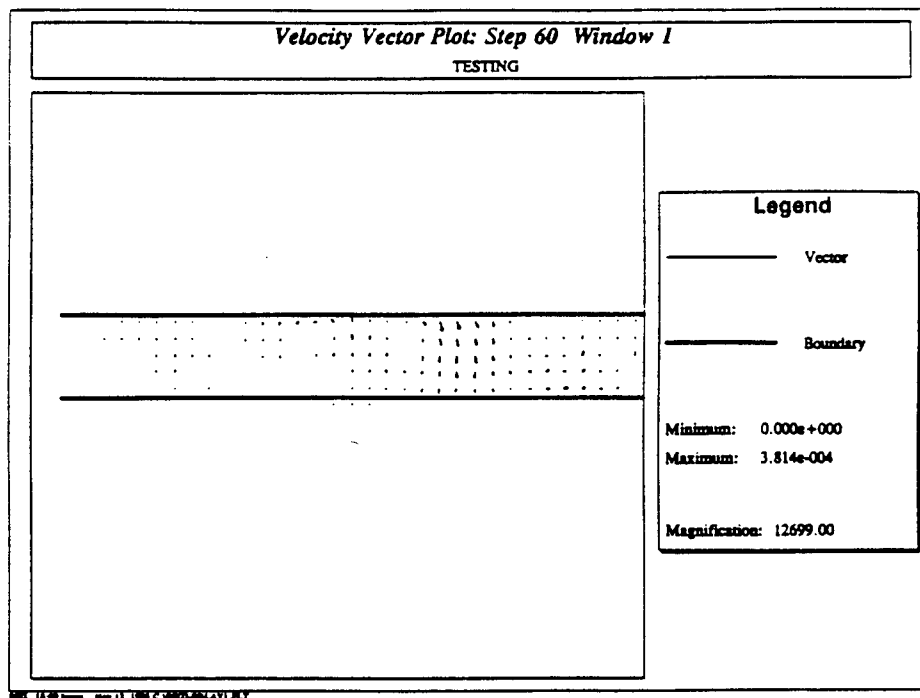 Velocity Vector Plot: Step 60 Window 1
TESTING
Legend
Vector
Boundary
Minimum: 0.000e+000
Maximum: 3.814e-004
Magnification: 12699.00